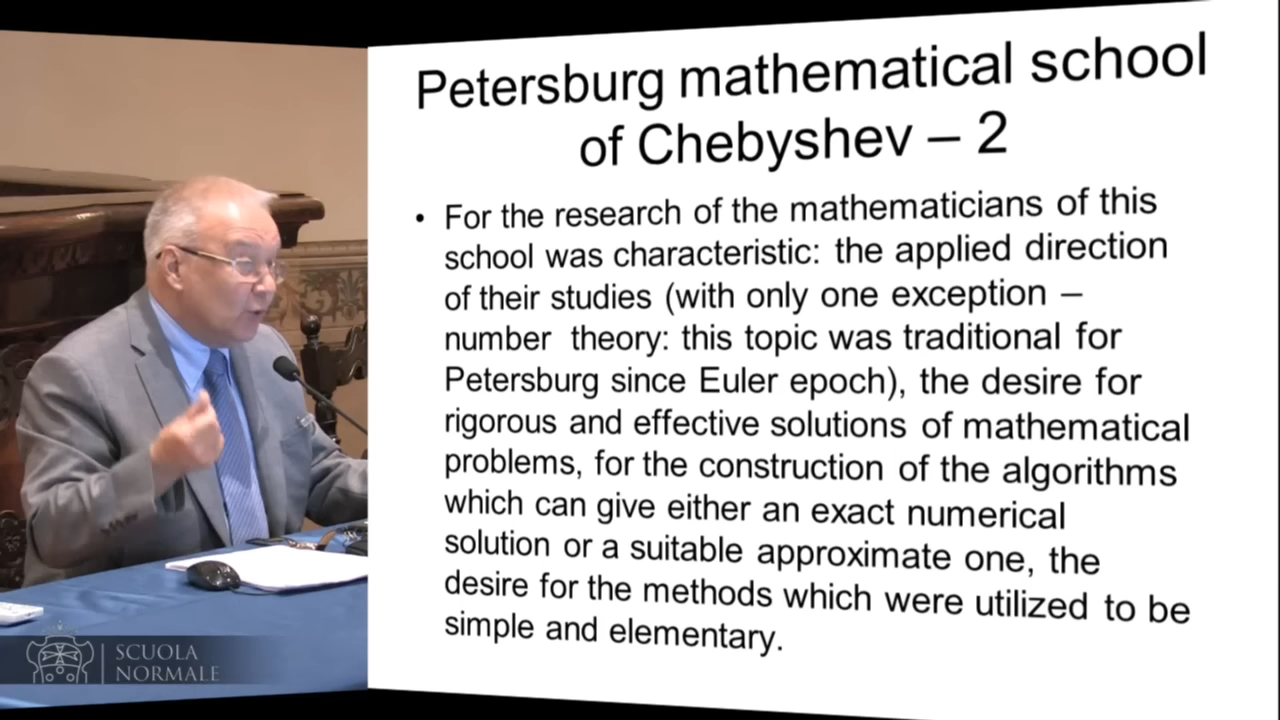 Petersburg mathematical school
of Chebyshev – 2
• For the research of the mathematicians of this
school was characteristic: the applied direction
of their studies (with only one exception –
number theory: this topic was traditional for
Petersburg since Euler epoch), the desire for
rigorous and effective solutions of mathematical
problems, for the construction of the algorithms
which can give either an exact numerical
solution or a suitable approximate one, the
desire for the methods which were utilized to be
simple and elementary.
SCUOLA
NORMALE